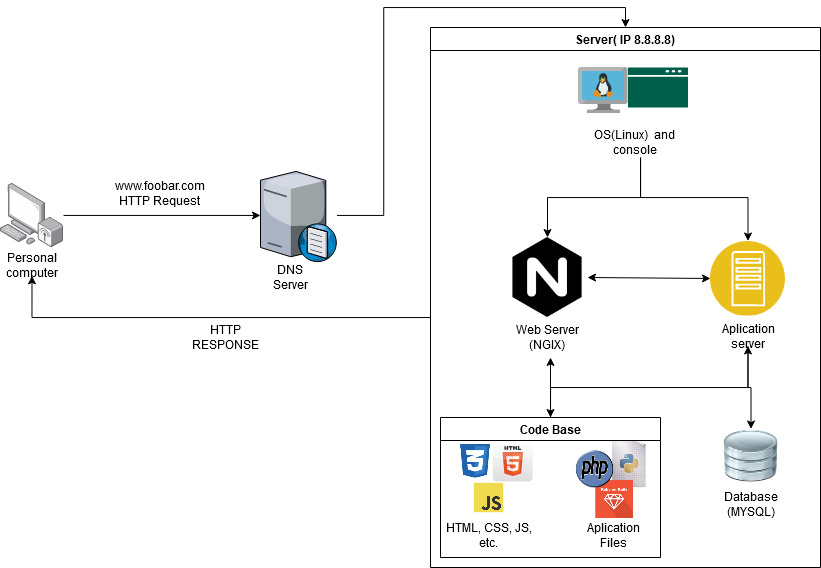 Server( IP 8.8.8.8)
OS(Linux) and
console
www.foobar.com
HTTP Request
Personal
computer
DNS
Server
HTTP
RESPONSE
Web Server
(NGIX)
Aplication
server
Code Base
HTML
5
JS
php
HTML, CSS, JS,
etc.
Aplication
Files
Database
(MYSQL)